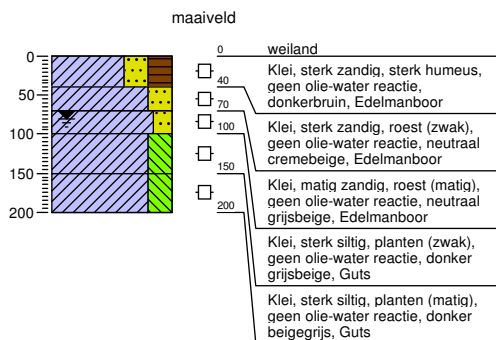 maaiveld
0
50
100
150
200
0
40
70
100
150
200
weiland
Klei, sterk zandig, sterk humeus,
geen olie-water reactie,
donkerbruin, Edelmanboor
Klei, sterk zandig, roest (zwak),
geen olie-water reactie, neutraal
cremebeige, Edelmanboor
Klei, matig zandig, roest (matig),
geen olie-water reactie, neutraal
grijsbeige, Edelmanboor
Klei, sterk siltig, planten (zwak),
geen olie-water reactie, donker
grijsbeige, Guts
Klei, sterk siltig, planten (matig),
geen olie-water reactie, donker
beigegrijs, Guts